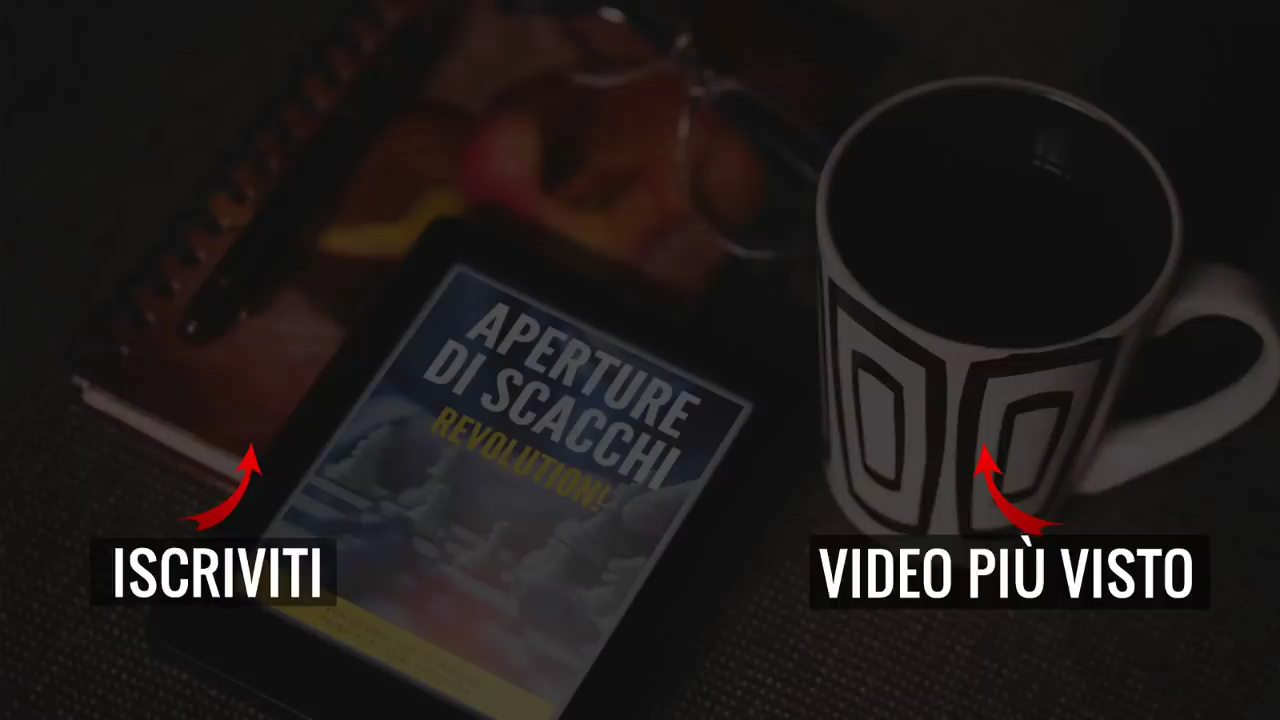 APERTURE
DI SCACCHI
REVOLUTION!
ISCRIVITI
VIDEO PIÙ VISTO